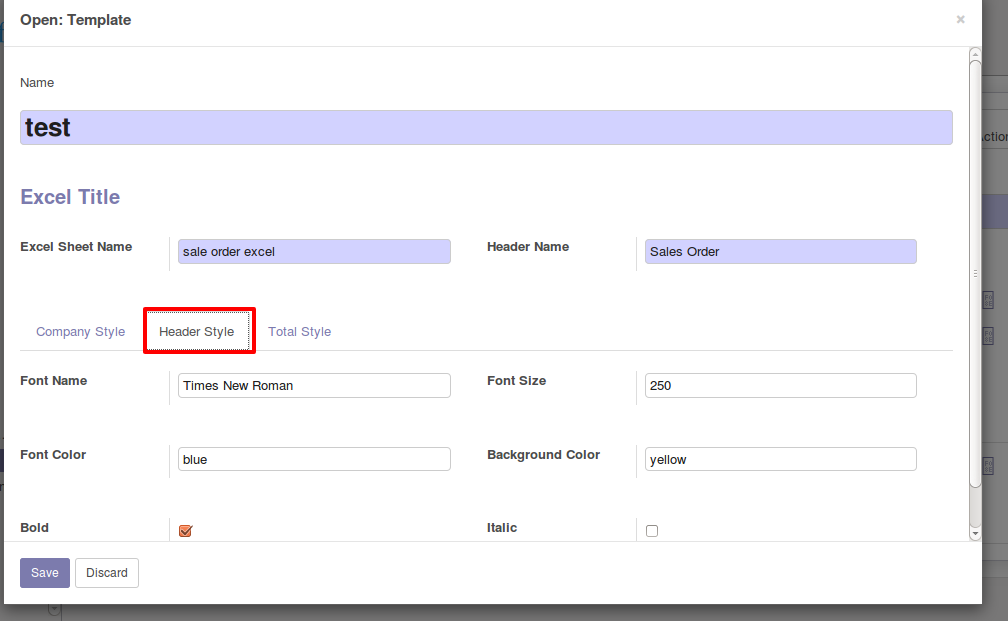 Open: Template ×
Name
test
Excel Title
Excel Sheet Name sale order excel Header Name Sales Order
Company Style Header Style Total Style
Font Name Times New Roman Font Size 250
Font Color blue Background Color yellow
Bold Italic
Save Discard